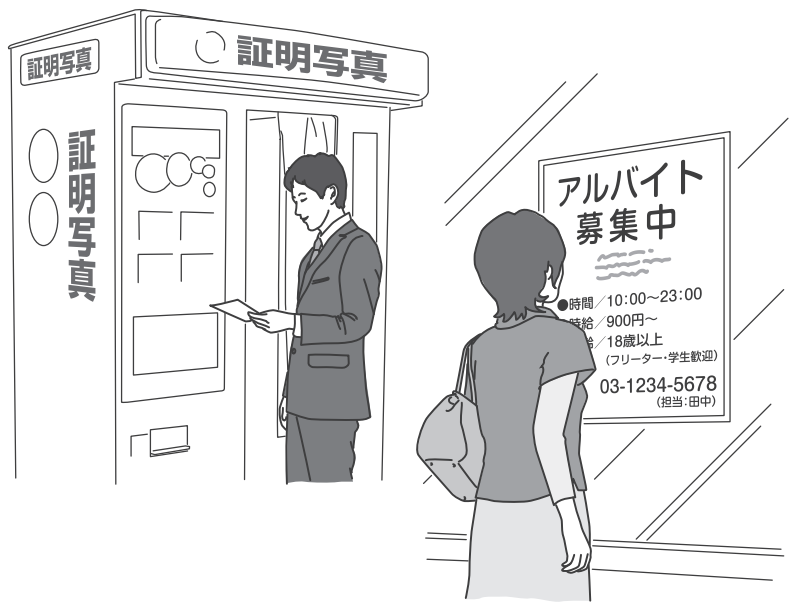 証明写真
証明写真
証明写真
アルバイト
募集中
●時間／10：00～23：00
時給／900円～
／18歳以上
（フリーター・学生歓迎）
03-1234-5678
（担当：田中）